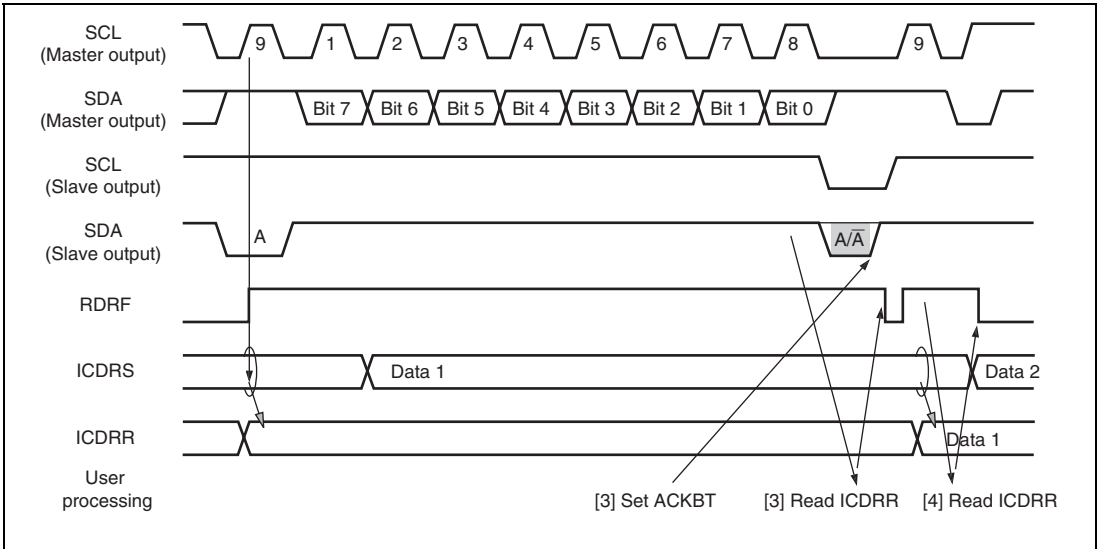 SCL
(Master output)
9 1 2 3 4 5 6 7 8 9
SDA
(Master output)
Bit 7 Bit 6 Bit 5 Bit 4 Bit 3 Bit 2 Bit 1 Bit 0
SCL
(Slave output)
SDA
(Slave output)
A A/A̅
RDRF
ICDRS
Data 1 Data 2
ICDRR
Data 1
User
processing
[3] Set ACKBT [3] Read ICDRR [4] Read ICDRR